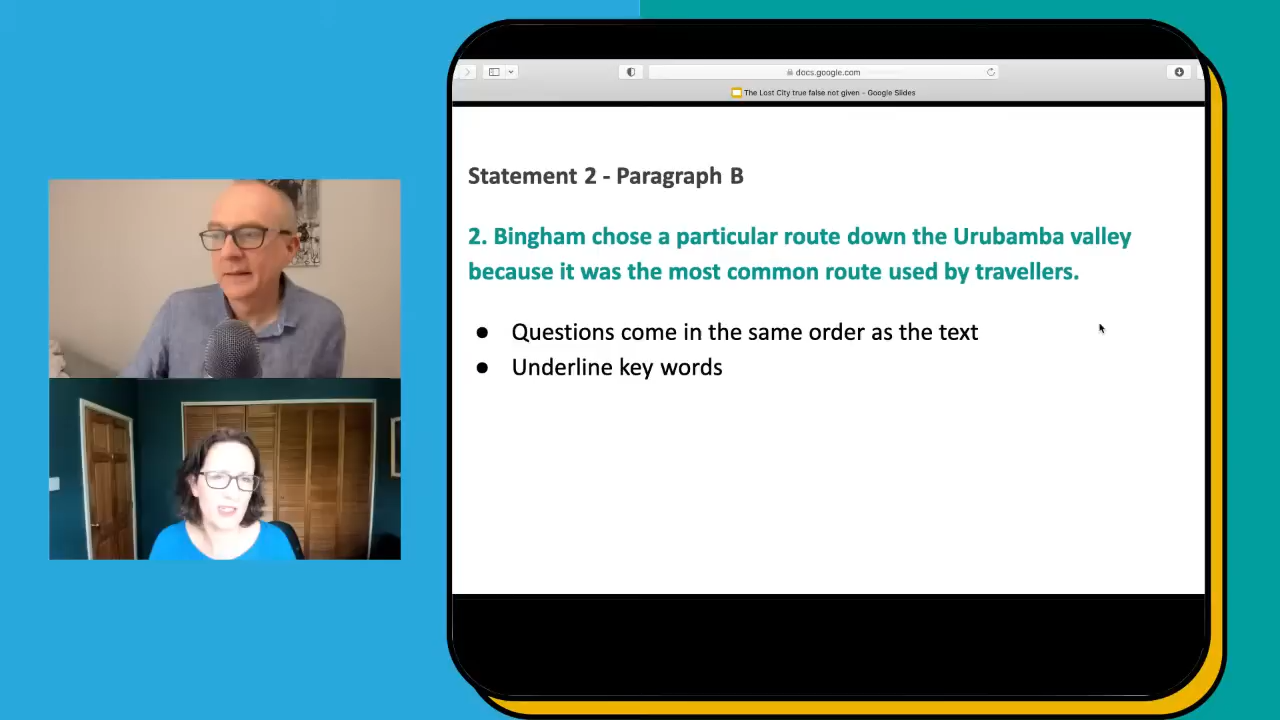 docs.google.com
The Lost City true false not given - Google Slides
Statement 2 - Paragraph B
2. Bingham chose a particular route down the Urubamba valley
because it was the most common route used by travellers.
● Questions come in the same order as the text
● Underline key words